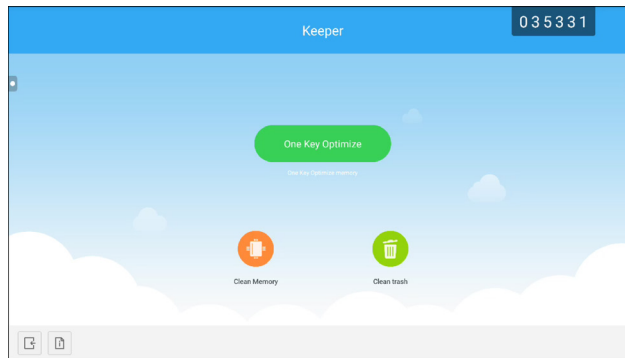 Keeper
035331
One Key Optimize
One Key Optimize memory
Clean Memory
Clean trash